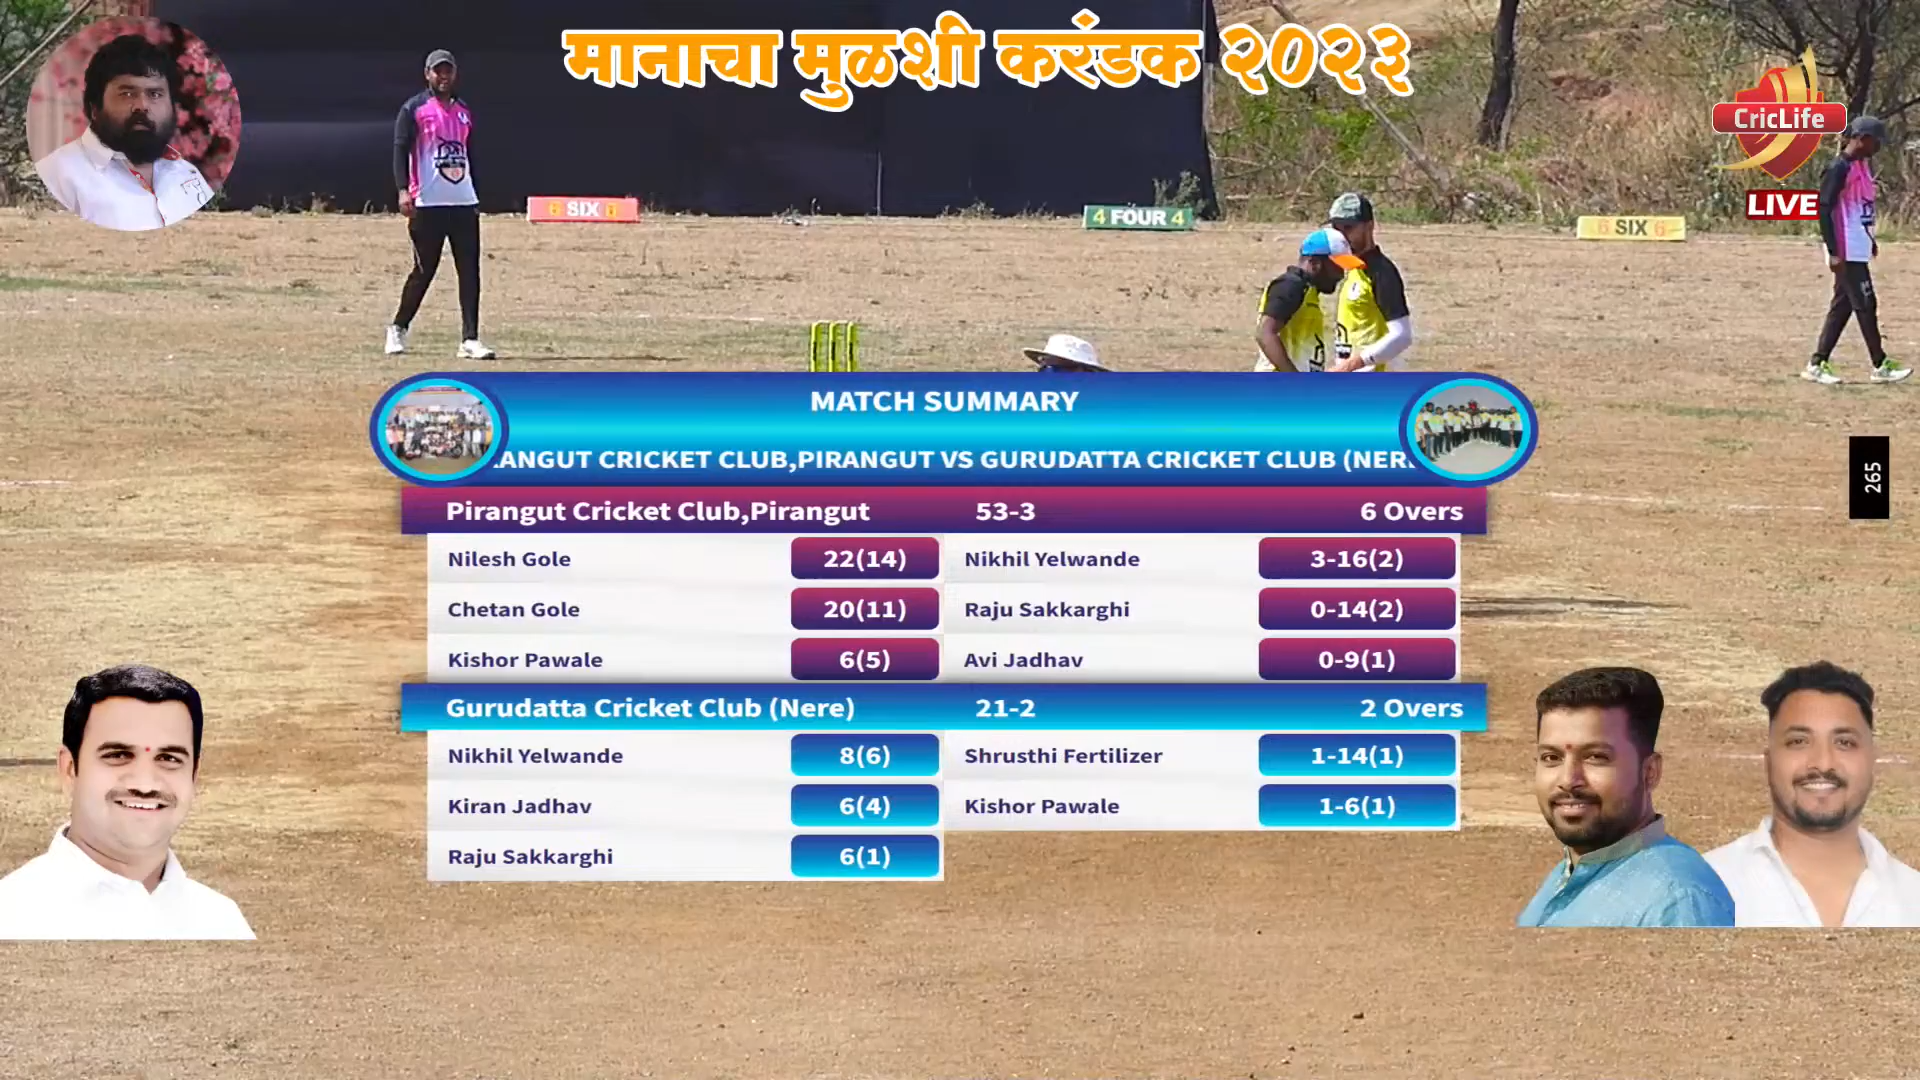 मानाचा मुळशी करंडक २०२३
CricLife
LIVE
6 SIX 6
4 FOUR 4
6 SIX 6
MATCH SUMMARY
ANGUT CRICKET CLUB,PIRANGUT VS GURUDATTA CRICKET CLUB (NER
265
Pirangut Cricket Club,Pirangut 53-3 6 Overs
Nilesh Gole 22(14) Nikhil Yelwande 3-16(2)
Chetan Gole 20(11) Raju Sakkarghi 0-14(2)
Kishor Pawale 6(5) Avi Jadhav 0-9(1)
Gurudatta Cricket Club (Nere) 21-2 2 Overs
Nikhil Yelwande 8(6) Shrusthi Fertilizer 1-14(1)
Kiran Jadhav 6(4) Kishor Pawale 1-6(1)
Raju Sakkarghi 6(1)